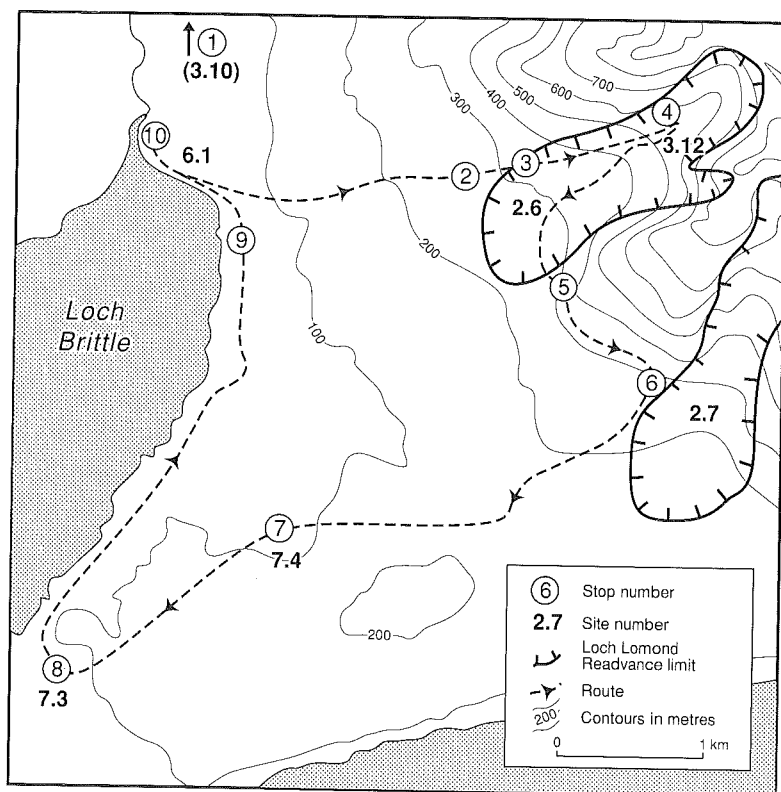 1
(3.10)
10
6.1
2
3
4
3.12
2.6
5
6
2.7
9
Loch
Brittle
7
7.4
8
7.3
700
600
500
400
300
200
100
200
6 Stop number
2.7 Site number
Loch Lomond
Readvance limit
Route
200 Contours in metres
0 1 km